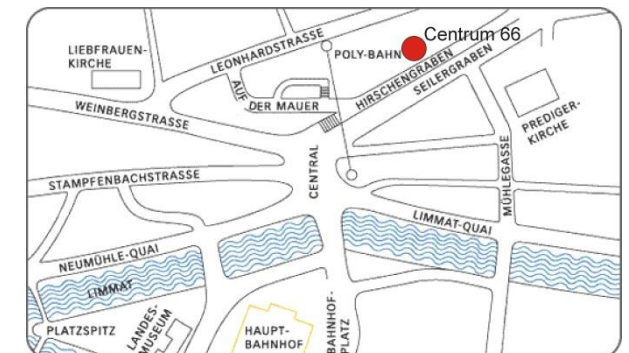 Centrum 66
LIEBFRAUEN-
KIRCHE
LEONHARDSTRASSE
POLY-BAHN
HIRSCHENGRABEN
SEILERGRABEN
AUF
DER MAUER
WEINBERGSTRASSE
PREDIGER-
KIRCHE
CENTRAL
MÜHLEGASSE
STAMPFENBACHSTRASSE
LIMMAT-QUAI
NEUMÜHLE-QUAI
LIMMAT
PLATZSPITZ
LANDES-
MUSEUM
HAUPT-
BAHNHOF
BAHNHOF-
PLATZ